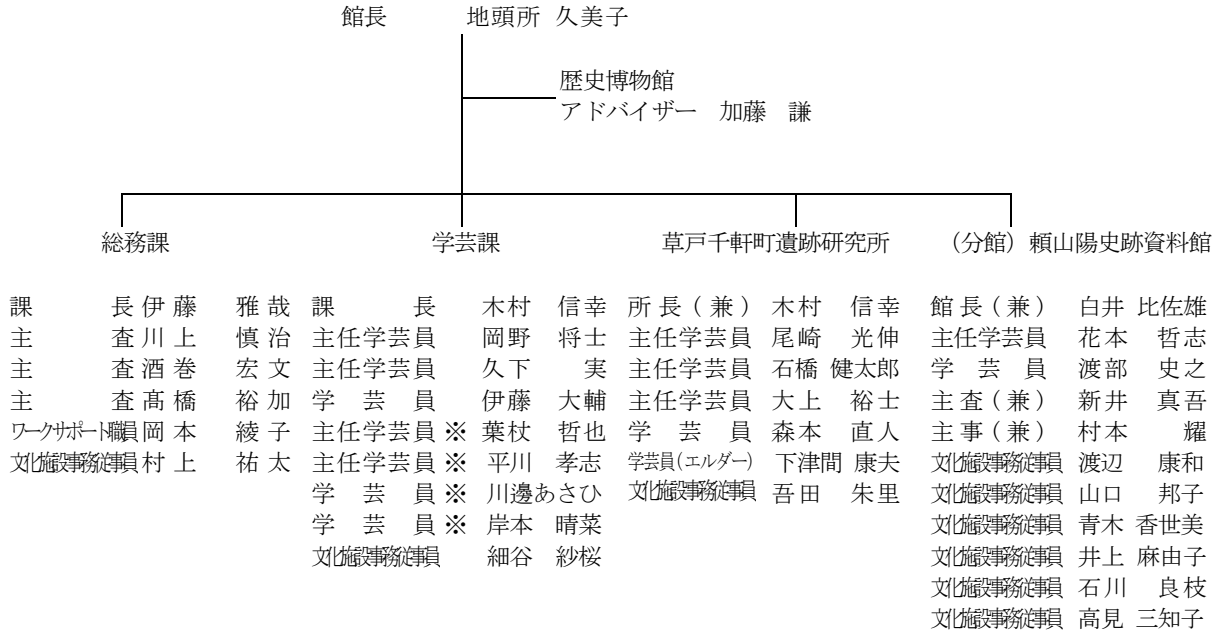 館長　地頭所 久美子
歴史博物館
アドバイザー　加藤　謙
総務課
課長 伊藤 雅哉
主査 川上 慎治
主査 酒巻 宏文
主査 髙橋 裕加
ワークサポート職員 岡本 綾子
文化施設事務従事員 村上 祐太
学芸課
課長 木村 信幸
主任学芸員 岡野 将士
主任学芸員 久下 実
学芸員 伊藤 大輔
主任学芸員※ 葉杖 哲也
主任学芸員※ 平川 孝志
学芸員※ 川邊あさひ
学芸員※ 岸本 晴菜
文化施設事務従事員 細谷 紗桜
草戸千軒町遺跡研究所
所長(兼) 木村 信幸
主任学芸員 尾崎 光伸
主任学芸員 石橋 健太郎
主任学芸員 大上 裕士
学芸員 森本 直人
学芸員(エルダー) 下津間 康夫
文化施設事務従事員 吾田 朱里
(分館) 頼山陽史跡資料館
館長(兼) 白井 比佐雄
主任学芸員 花本 哲志
学芸員 渡部 史之
主査(兼) 新井 真吾
主事(兼) 村本 耀
文化施設事務従事員 渡辺 康和
文化施設事務従事員 山口 邦子
文化施設事務従事員 青木 香世美
文化施設事務従事員 井上 麻由子
文化施設事務従事員 石川 良枝
文化施設事務従事員 高見 三知子